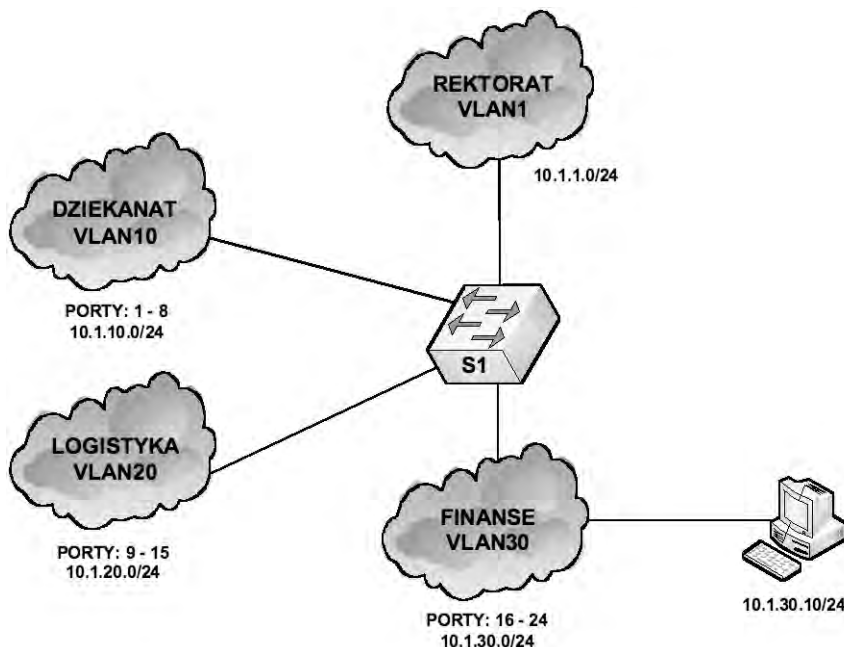 REKTORAT
VLAN1
10.1.1.0/24
DZIEKANAT
VLAN10
PORTY: 1 - 8
10.1.10.0/24
S1
LOGISTYKA
VLAN20
PORTY: 9 - 15
10.1.20.0/24
FINANSE
VLAN30
PORTY: 16 - 24
10.1.30.0/24
10.1.30.10/24